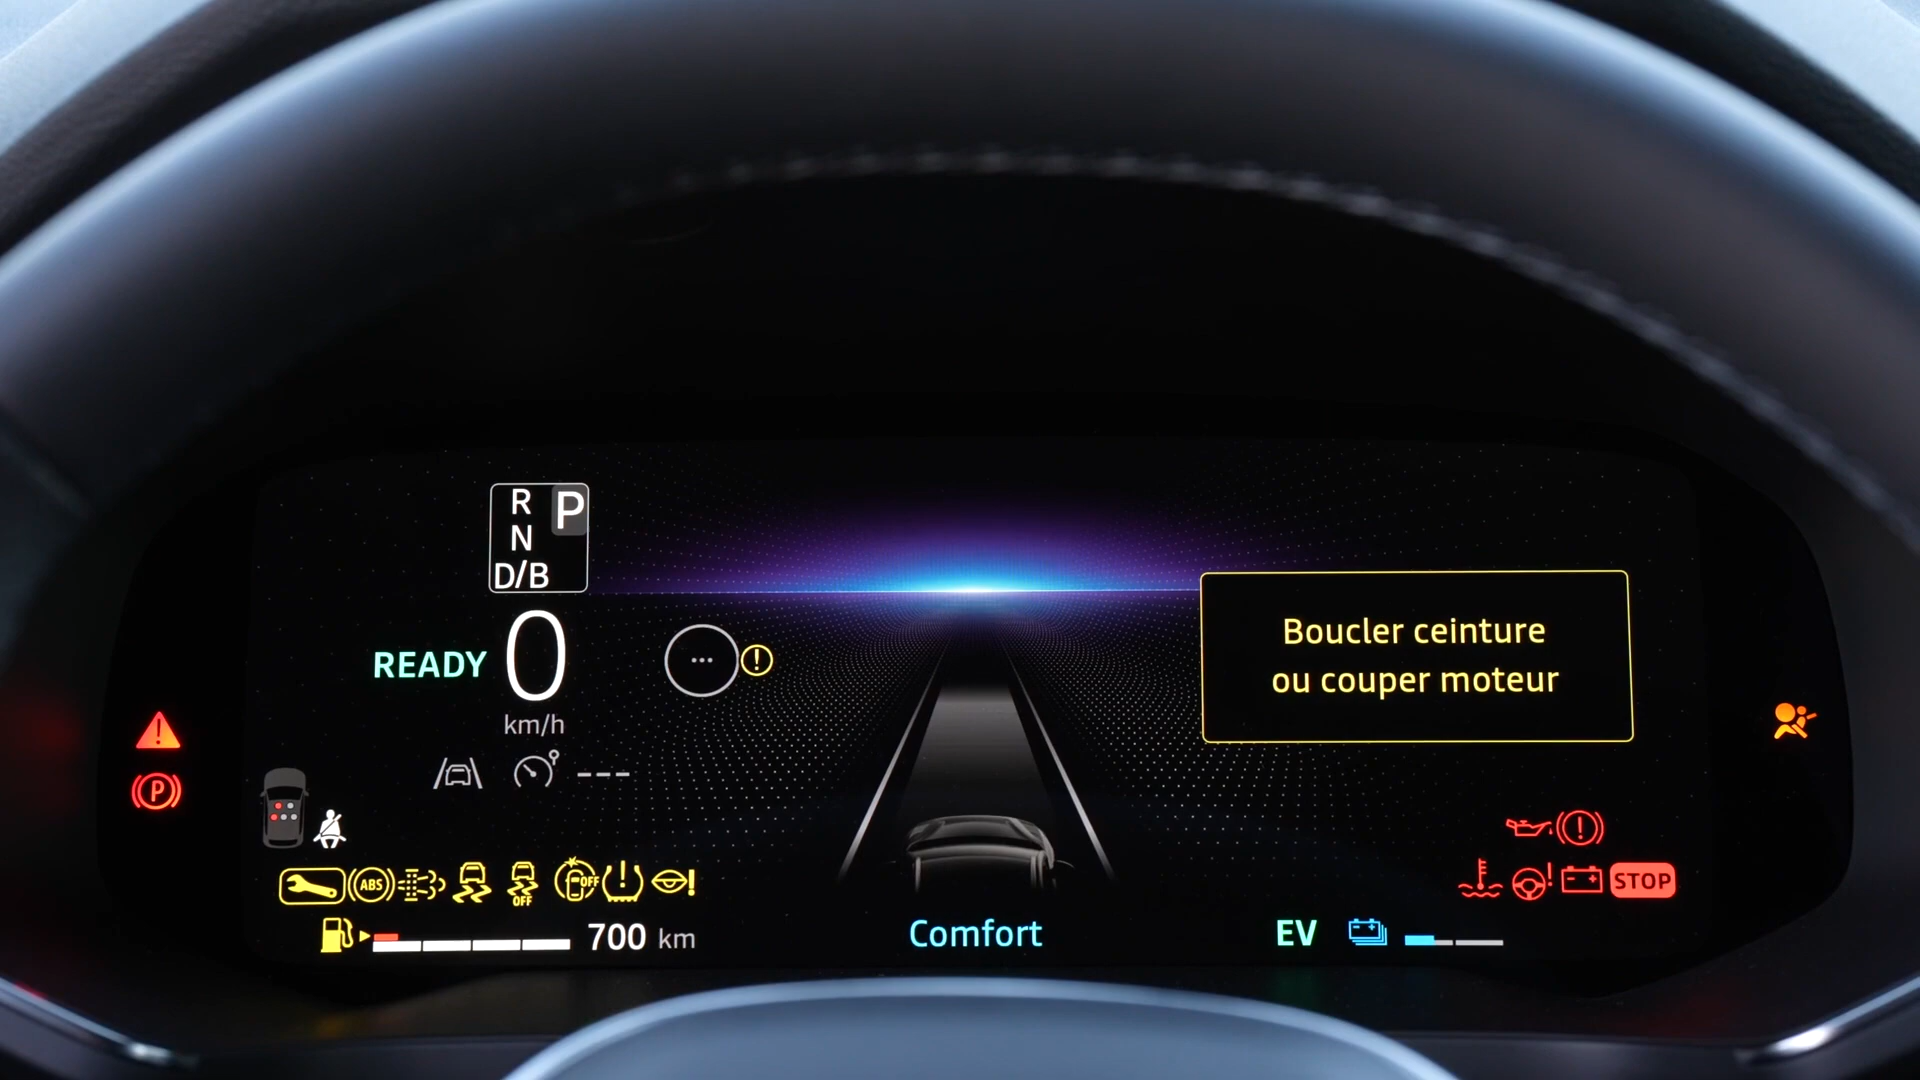 R P
N
D/B
READY 0
km/h
...
!
Boucler ceinture
ou couper moteur
---
P
ABS
OFF
OFF
STOP
700 km
Comfort
EV